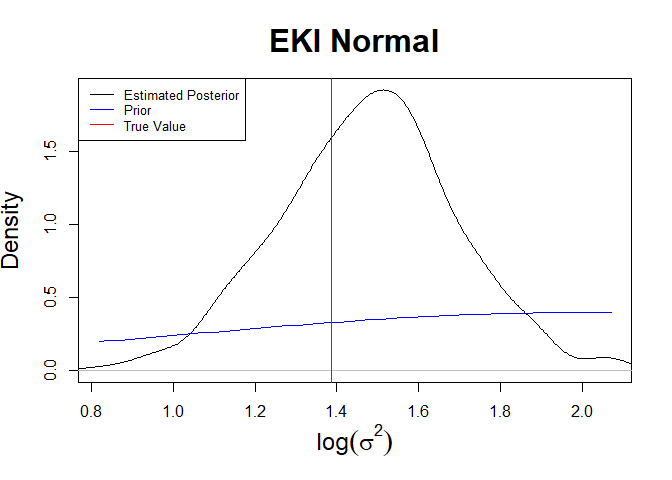 EKI Normal
Estimated Posterior
Prior
True Value
Density
0.0
0.5
1.0
1.5
0.8 1.0 1.2 1.4 1.6 1.8 2.0
log(σ²)